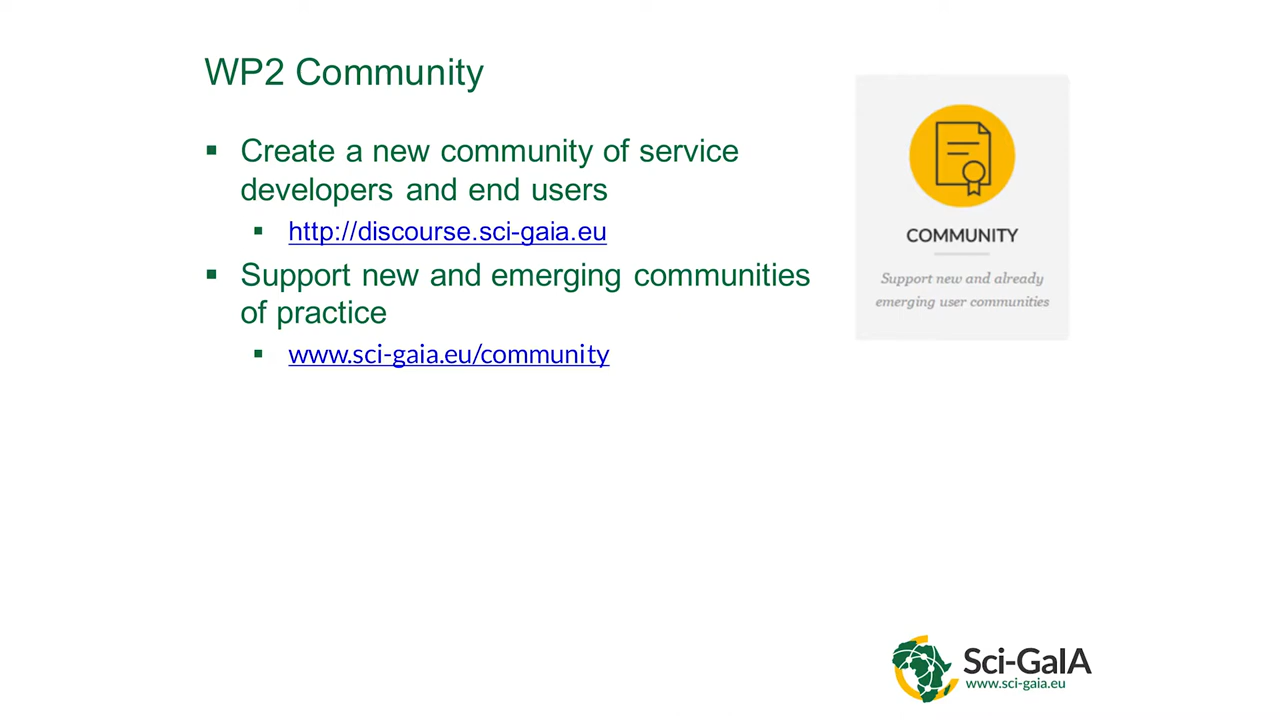 WP2 Community
▪ Create a new community of service
developers and end users
▪ http://discourse.sci-gaia.eu
▪ Support new and emerging communities
of practice
▪ www.sci-gaia.eu/community
COMMUNITY
Support new and already
emerging user communities
Sci-GaIA
www.sci-gaia.eu